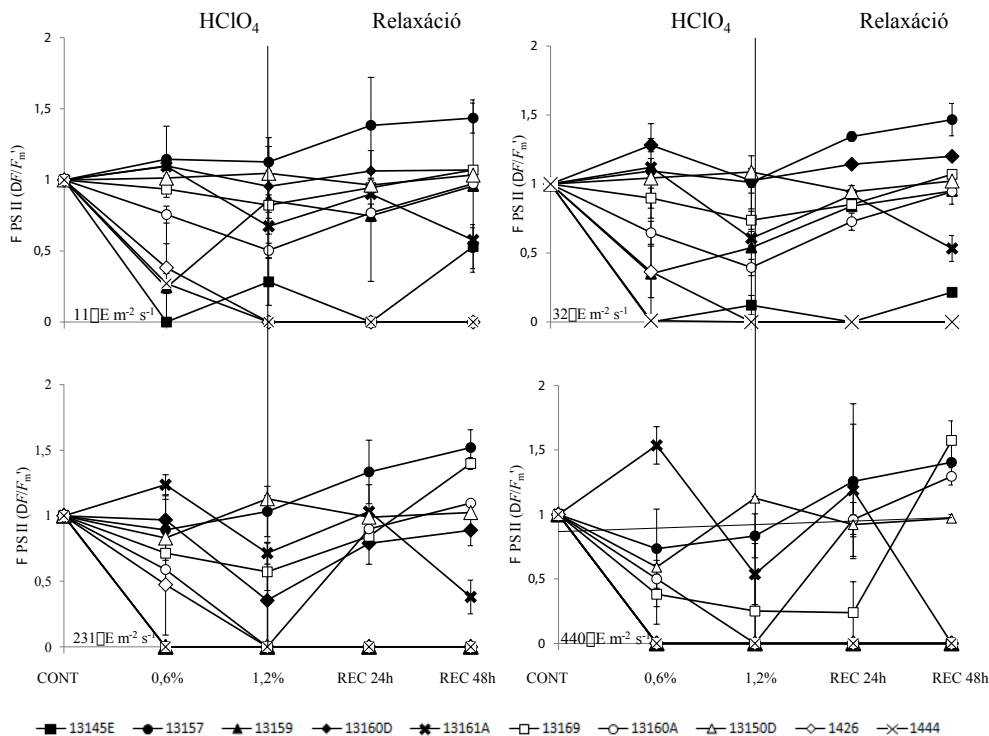 HClO4 Relaxáció HClO4 Relaxáció
2
1,5
1
0,5
0
F PS II (DF/Fm')
11▯E m-2 s-1
2
1,5
1
0,5
0
F PS II (DF/Fm')
32▯E m-2 s-1
2
1,5
1
0,5
0
F PS II (DF/Fm')
231▯E m-2 s-1
2
1,5
1
0,5
0
F PS II (DF/Fm')
440▯E m-2 s-1
CONT 0,6% 1,2% REC 24h REC 48h CONT 0,6% 1,2% REC 24h REC 48h
13145E 13157 13159 13160D 13161A 13169 13160A 13150D 1426 1444